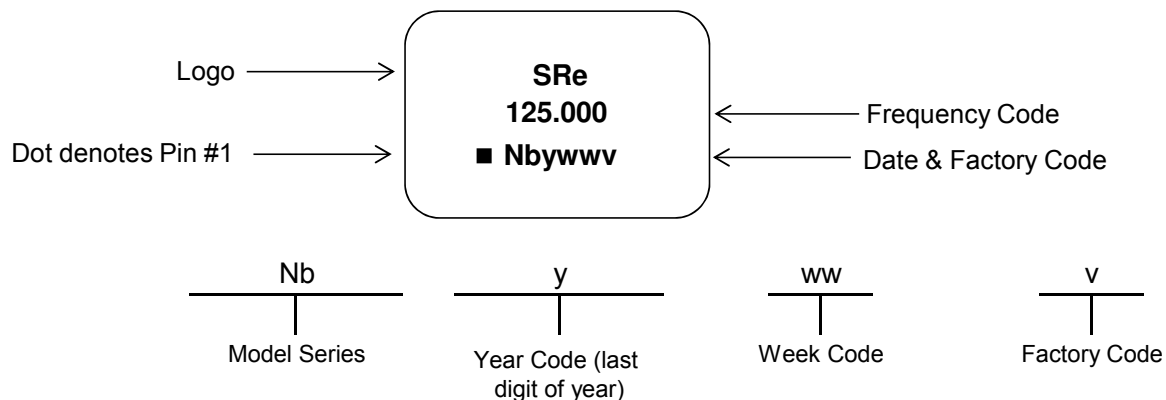 Logo
SRe
125.000
Frequency Code
Dot denotes Pin #1
■ Nbywwv
Date & Factory Code
Nb
y
ww
v
Model Series
Year Code (last
digit of year)
Week Code
Factory Code